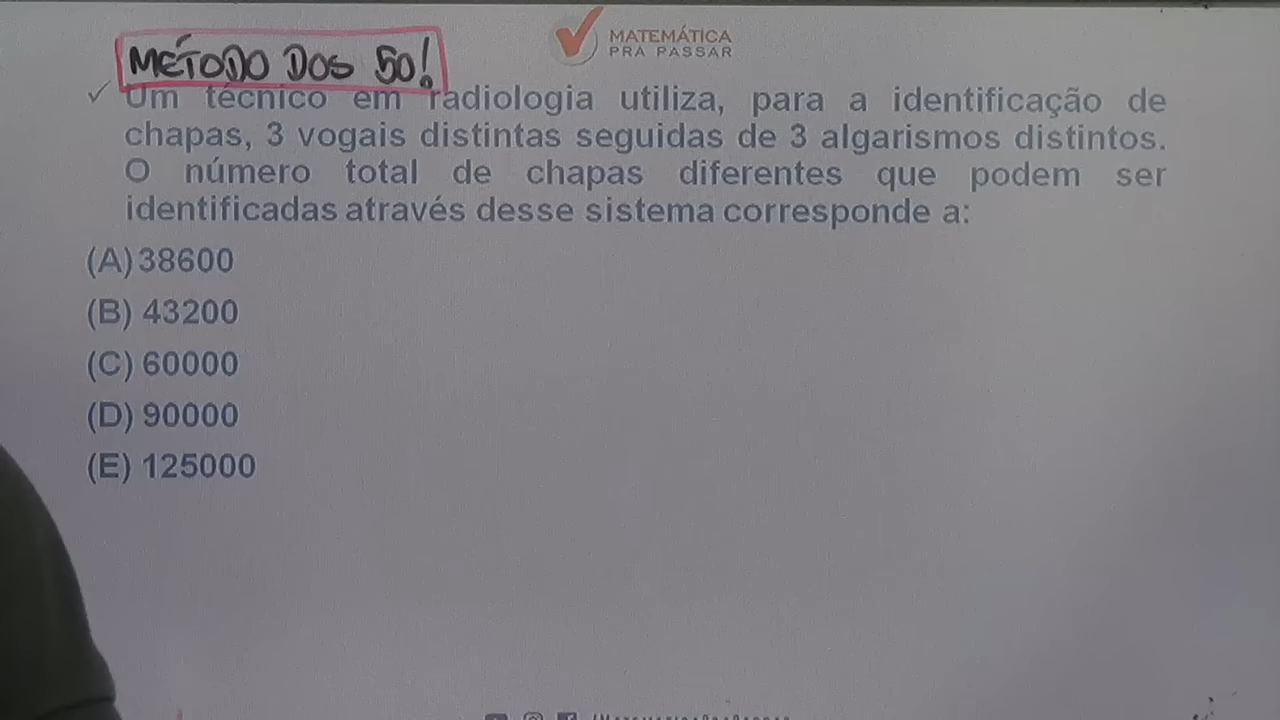 MATEMÁTICA
PRA PASSAR
MÉTODO DOS 50!
✓ Um técnico em radiologia utiliza, para a identificação de
chapas, 3 vogais distintas seguidas de 3 algarismos distintos.
O número total de chapas diferentes que podem ser
identificadas através desse sistema corresponde a:
(A) 38600
(B) 43200
(C) 60000
(D) 90000
(E) 125000